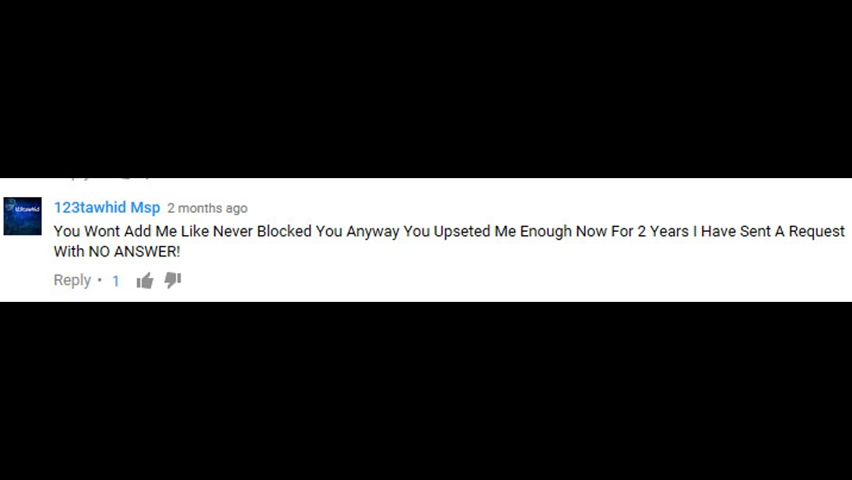 123tawhid Msp 2 months ago
You Wont Add Me Like Never Blocked You Anyway You Upseted Me Enough Now For 2 Years I Have Sent A Request
With NO ANSWER!
Reply • 1